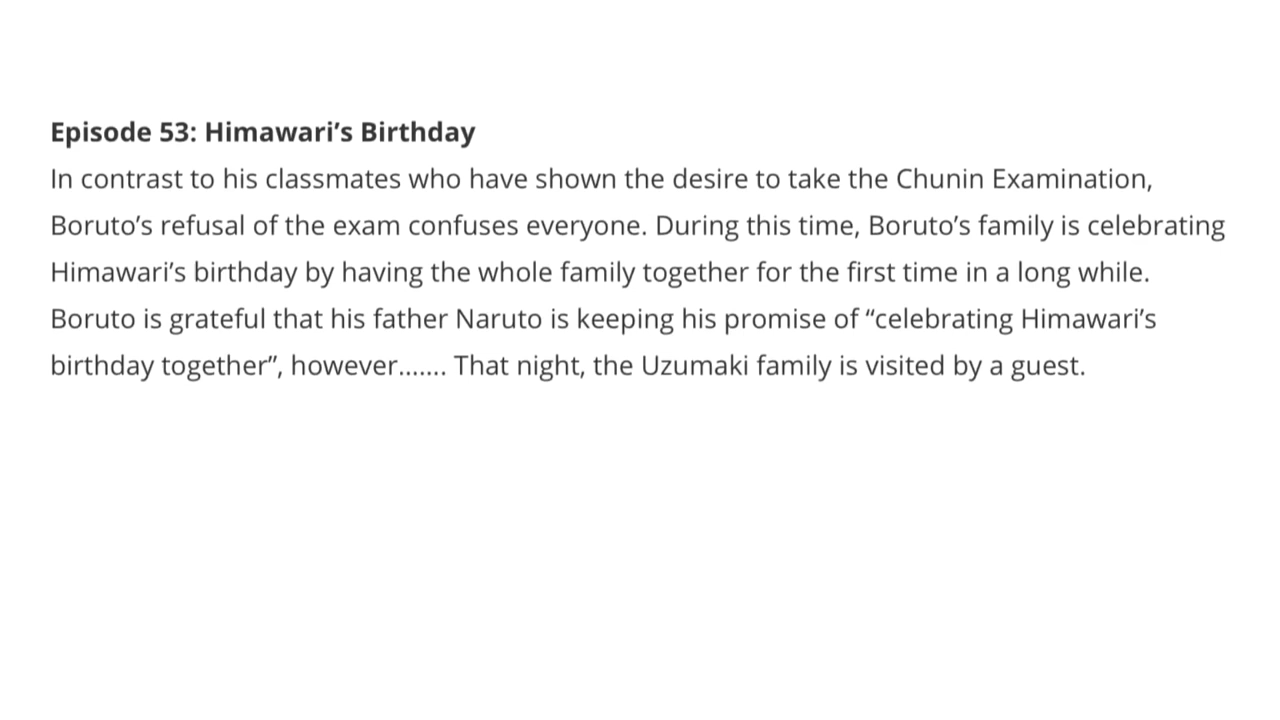 Episode 53: Himawari’s Birthday
In contrast to his classmates who have shown the desire to take the Chunin Examination,
Boruto’s refusal of the exam confuses everyone. During this time, Boruto’s family is celebrating
Himawari’s birthday by having the whole family together for the first time in a long while.
Boruto is grateful that his father Naruto is keeping his promise of “celebrating Himawari’s
birthday together”, however……. That night, the Uzumaki family is visited by a guest.